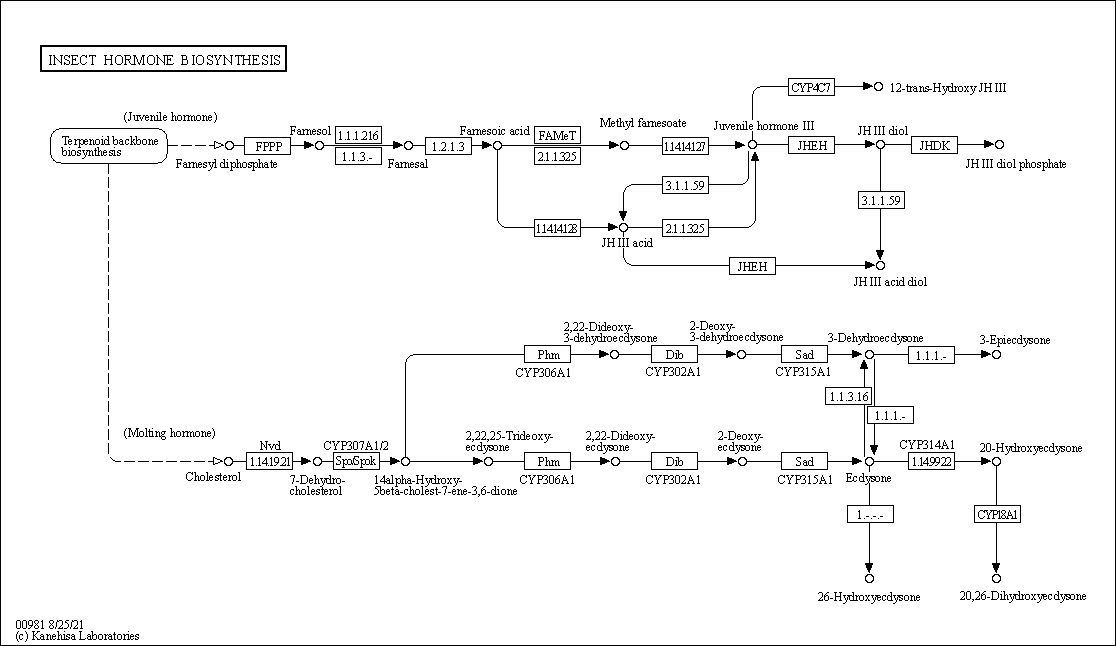 INSECT HORMONE BIOSYNTHESIS
CYP4C7
12-trans-Hydroxy JH III
(Juvenile hormone)
Terpenoid backbone
biosynthesis
Farnesyl diphosphate
FPPP
Farnesol
1.1.1.216
1.1.3.-
Farnesal
1.2.1.3
Farnesoic acid
FAMeT
2.1.1.325
Methyl farnesoate
1.14.14.127
Juvenile hormone III
JHEH
JH III diol
JHDK
JH III diol phosphate
3.1.1.59
3.1.1.59
1.14.14.128
JH III acid
2.1.1.325
JHEH
JH III acid diol
2,22-Dideoxy-
3-dehydroecdysone
2-Deoxy-
3-dehydroecdysone
3-Dehydroecdysone
3-Epiecdysone
Phm
CYP306A1
Dib
CYP302A1
Sad
CYP315A1
1.1.1.-
1.1.3.16
1.1.1.-
(Molting hormone)
Cholesterol
Nvd
1.14.19.21
7-Dehydro-
cholesterol
CYP307A1/2
Spo/Spok
14alpha-Hydroxy-
5beta-cholest-7-ene-3,6-dione
2,22,25-Trideoxy-
ecdysone
Phm
CYP306A1
2,22-Dideoxy-
ecdysone
Dib
CYP302A1
2-Deoxy-
ecdysone
Sad
CYP315A1
Ecdysone
CYP314A1
1.14.99.22
20-Hydroxyecdysone
1.-.-.-
CYP18A1
26-Hydroxyecdysone
20,26-Dihydroxyecdysone
00981 8/25/21
(c) Kanehisa Laboratories